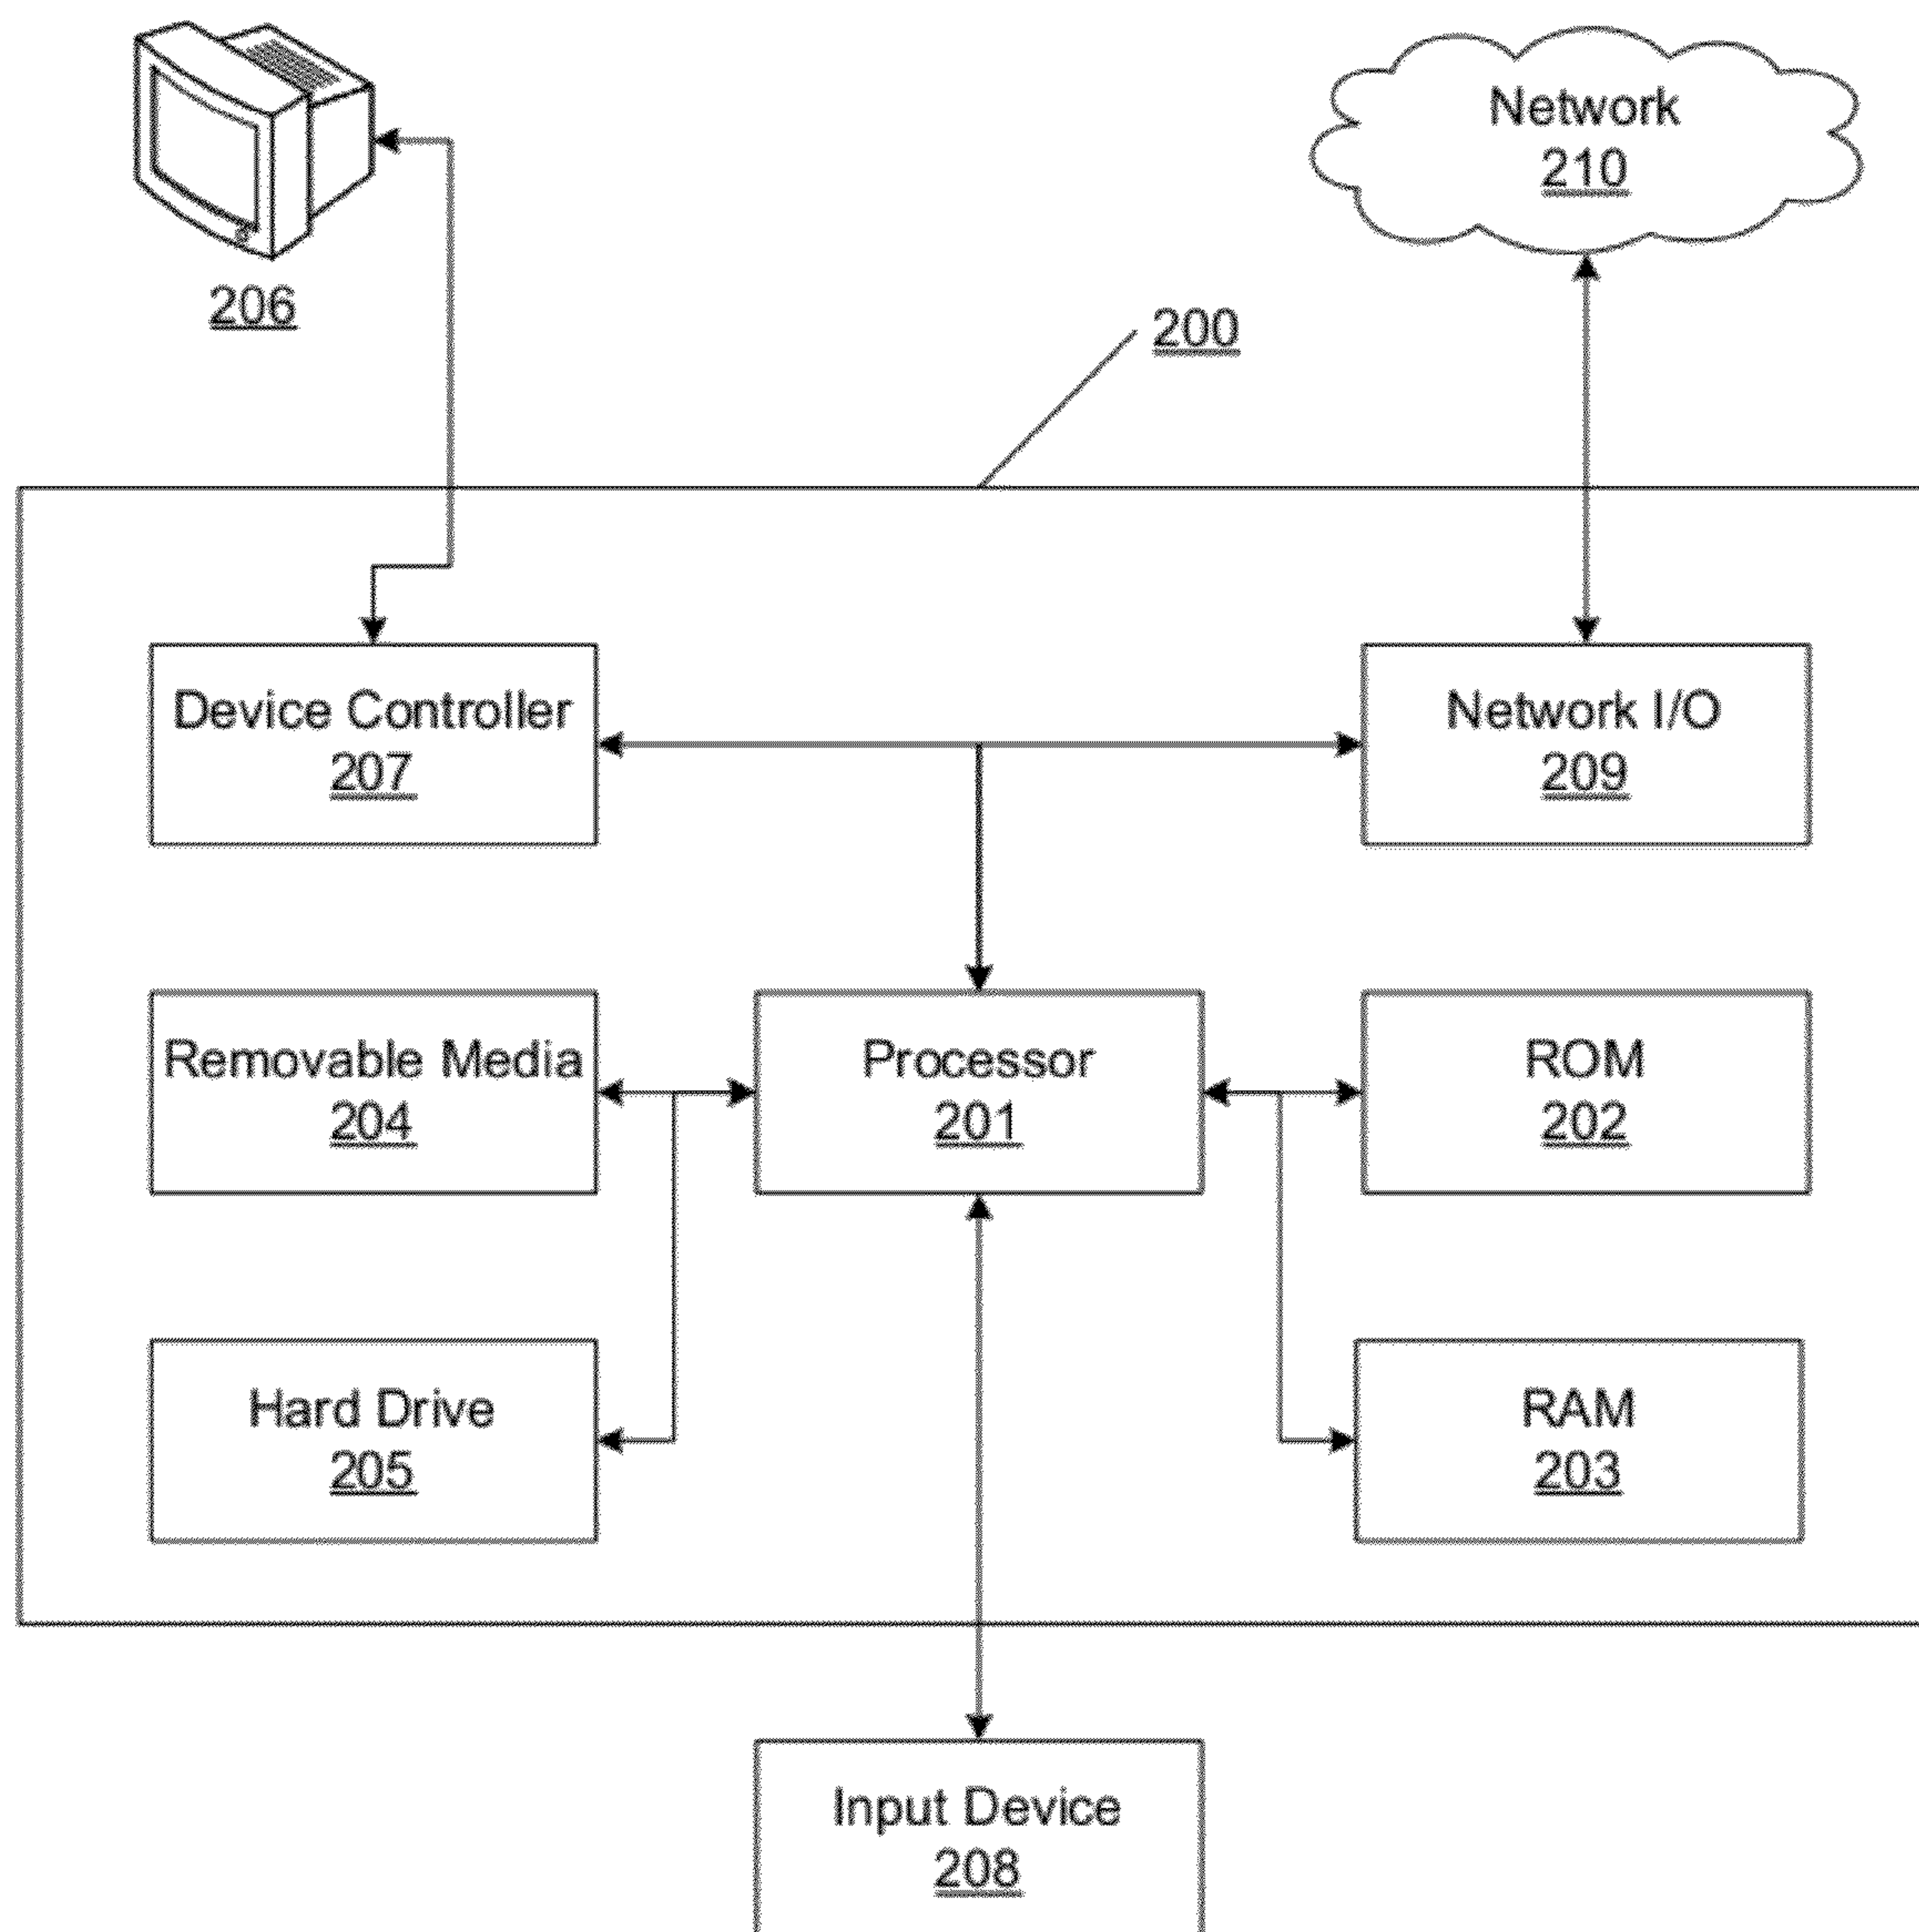 Network
210
206
200
Device Controller
207
Network I/O
209
Removable Media
204
Processor
201
ROM
202
Hard Drive
205
RAM
203
Input Device
208